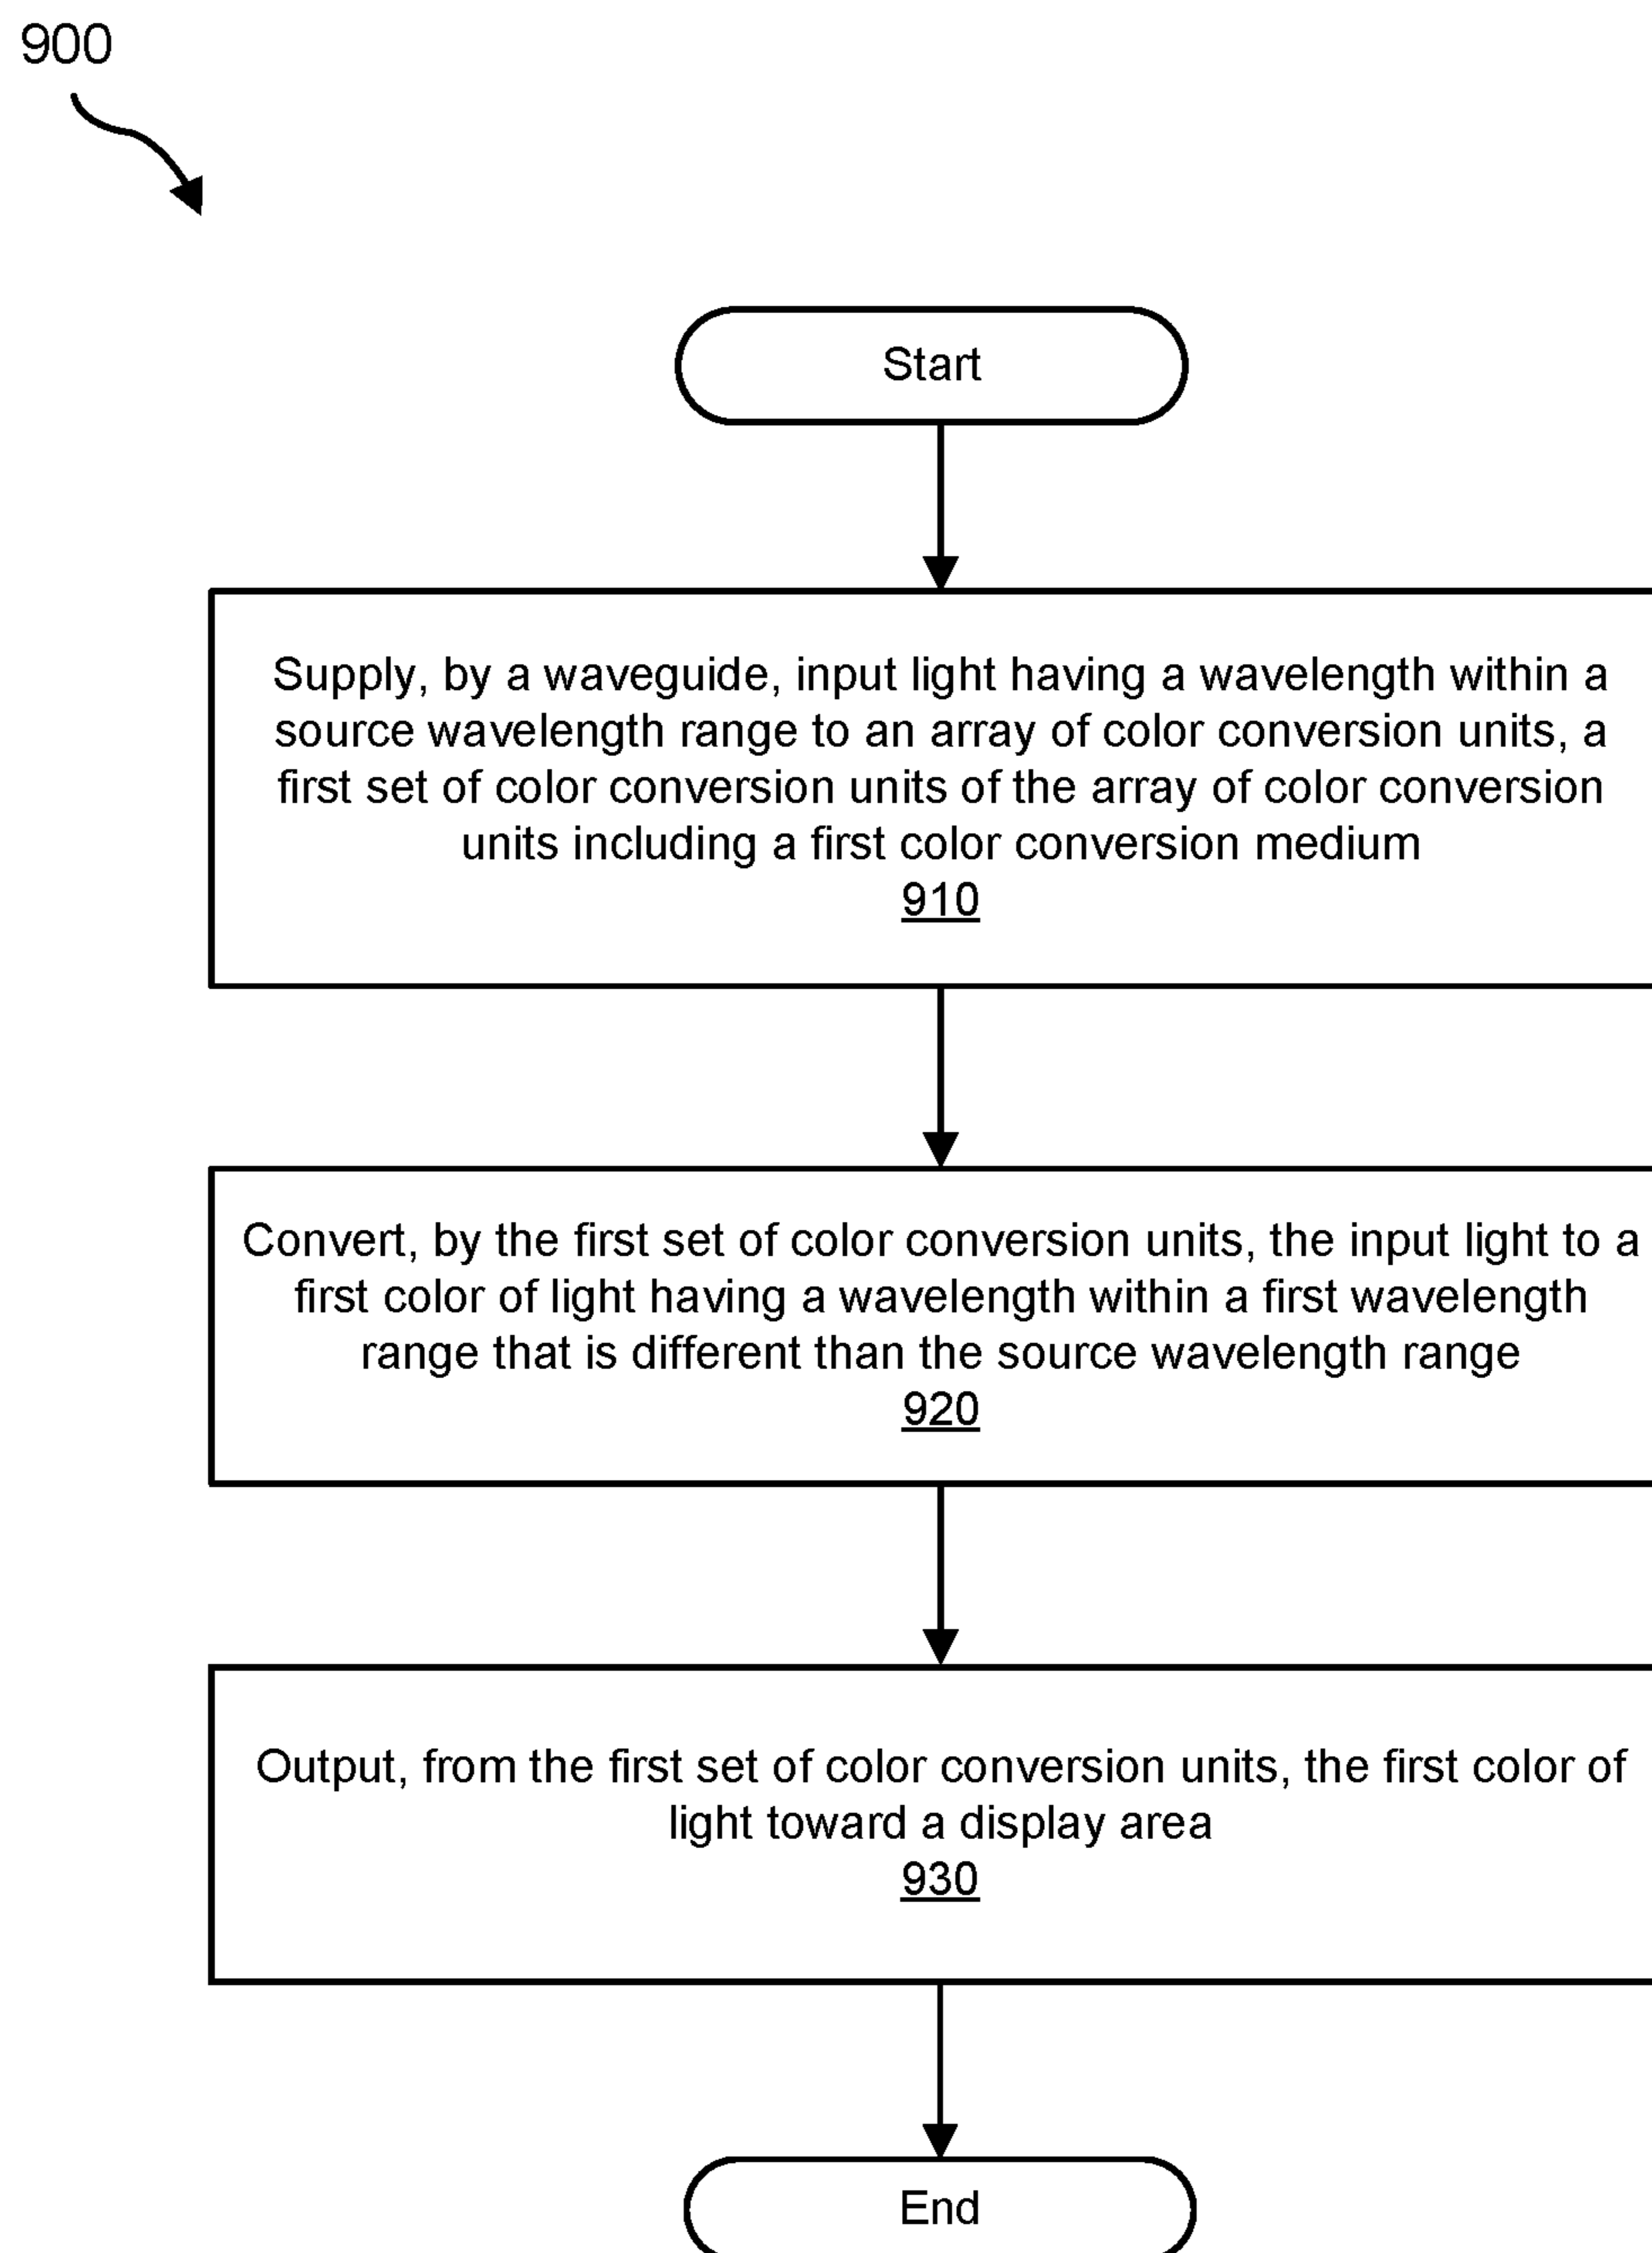 900
Start
Supply, by a waveguide, input light having a wavelength within a
source wavelength range to an array of color conversion units, a
first set of color conversion units of the array of color conversion
units including a first color conversion medium
910
Convert, by the first set of color conversion units, the input light to a
first color of light having a wavelength within a first wavelength
range that is different than the source wavelength range
920
Output, from the first set of color conversion units, the first color of
light toward a display area
930
End